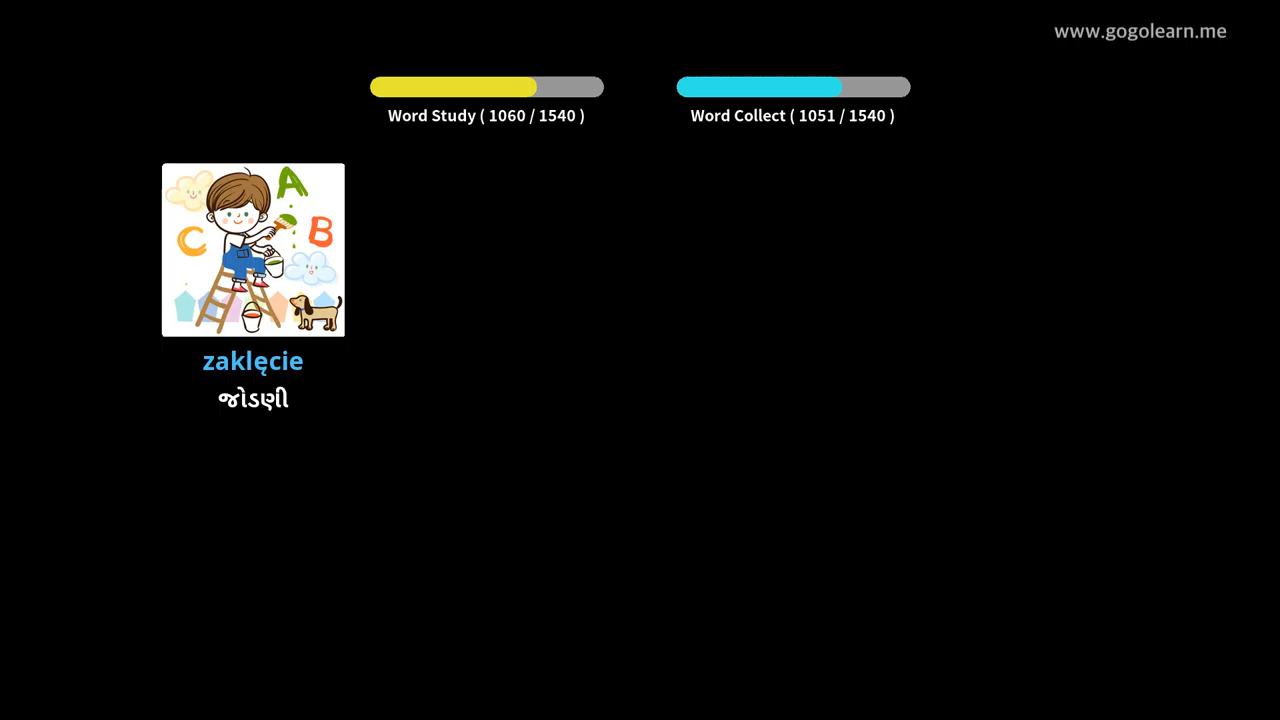 www.gogolearn.me
Word Study ( 1060 / 1540 )
Word Collect ( 1051 / 1540 )
A
B
C
zaklęcie
જોડણી